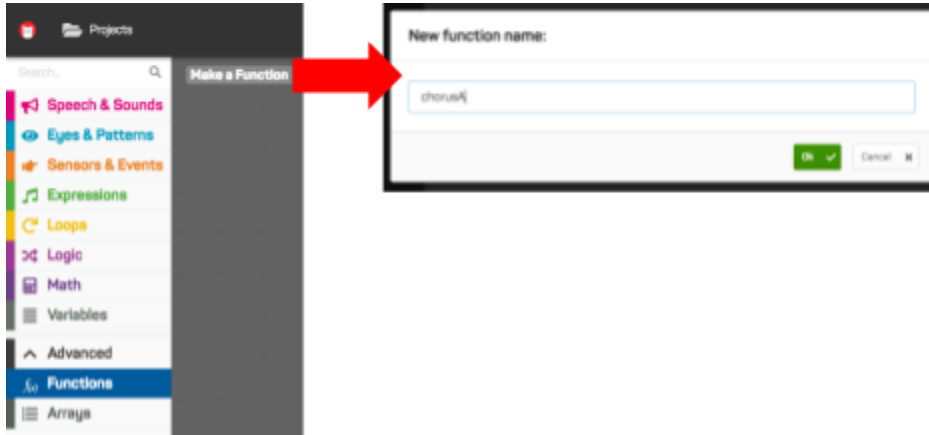 Projects
Search...
Speech & Sounds
Eyes & Patterns
Sensors & Events
Expressions
Loops
Logic
Math
Variables
Advanced
f(x) Functions
Arrays
Make a Function
New function name:
chorusA
Ok
Cancel